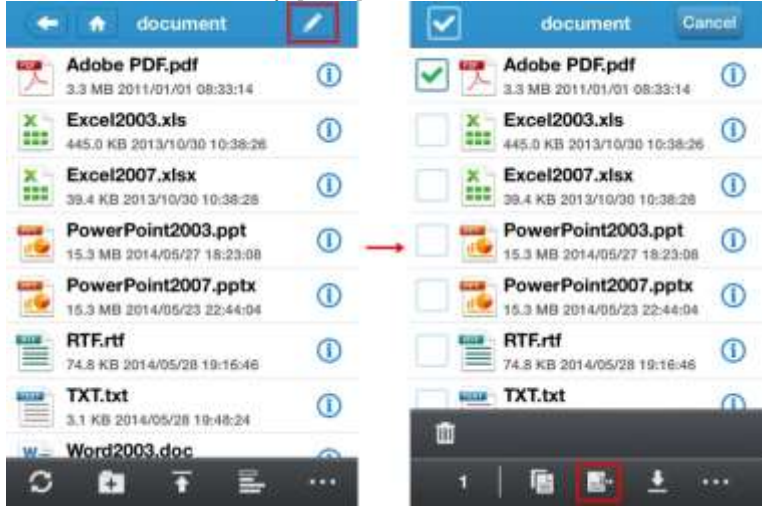 document
Adobe PDF.pdf
3.3 MB 2011/01/01 08:33:14
Excel2003.xls
445.0 KB 2013/10/30 10:38:26
Excel2007.xlsx
39.4 KB 2013/10/30 10:38:28
PowerPoint2003.ppt
15.3 MB 2014/05/27 18:23:08
PowerPoint2007.pptx
15.3 MB 2014/05/23 22:44:04
RTF.rtf
74.8 KB 2014/05/28 19:16:46
TXT.txt
3.1 KB 2014/05/28 19:48:24
Word2003.doc
document Cancel
Adobe PDF.pdf
3.3 MB 2011/01/01 08:33:14
Excel2003.xls
445.0 KB 2013/10/30 10:38:26
Excel2007.xlsx
39.4 KB 2013/10/30 10:38:28
PowerPoint2003.ppt
15.3 MB 2014/05/27 18:23:08
PowerPoint2007.pptx
15.3 MB 2014/05/23 22:44:04
RTF.rtf
74.8 KB 2014/05/28 19:16:46
TXT.txt
1